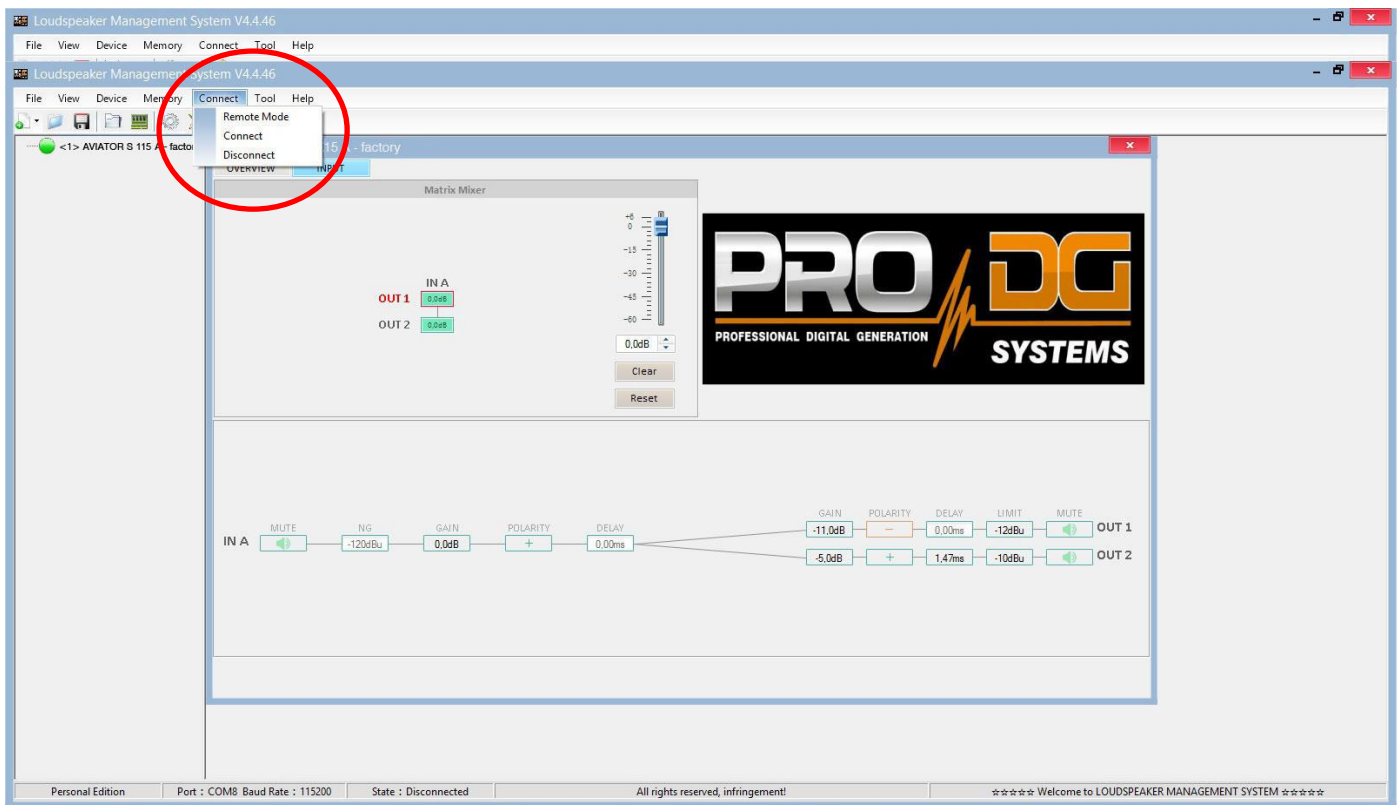 Loudspeaker Management System V4.4.46
File View Device Memory Connect Tool Help
Loudspeaker Management System V4.4.46
File View Device Memory Connect Tool Help
Remote Mode
Connect
Disconnect
<1> AVIATOR S 115 A - factory
15 A - factory
OVERVIEW INPUT
Matrix Mixer
+6
0
-15
-30
-45
-60
IN A
OUT 1 0,0dB
OUT 2 0,0dB
0,0dB
Clear
Reset
PRO DG
PROFESSIONAL DIGITAL GENERATION
SYSTEMS
GAIN POLARITY DELAY LIMIT MUTE
-11,0dB − 0,00ms -12dBu OUT 1
MUTE NG GAIN POLARITY DELAY
IN A -120dBu 0,0dB + 0,00ms
-5,0dB + 1,47ms -10dBu OUT 2
Personal Edition Port : COM8 Baud Rate : 115200 State : Disconnected All rights reserved, infringement! ☆☆☆☆☆ Welcome to LOUDSPEAKER MANAGEMENT SYSTEM ☆☆☆☆☆